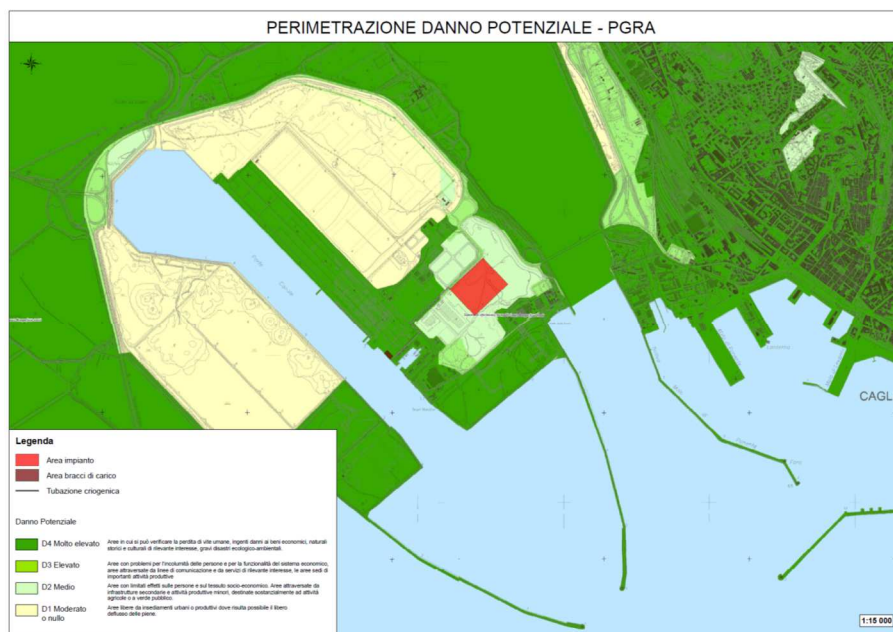 PERIMETRAZIONE DANNO POTENZIALE - PGRA
CAGL
Legenda
Area impianto
Area bracci di carico
Tubazione criogenica
Danno Potenziale
D4 Molto elevato
Aree in cui si può verificare la perdita di vite umane, ingenti danni ai beni economici, naturali
storici e culturali di rilevante interesse, gravi disastri ecologico-ambientali.
D3 Elevato
Aree con problemi per l'incolumità delle persone e per la funzionalità del sistema economico,
aree attraversate da linee di comunicazione e da servizi di rilevante interesse, le aree sedi di
importanti attività produttive
D2 Medio
Aree con limitati effetti sulle persone e sul tessuto socio-economico. Aree attraversate da
infrastrutture secondarie e attività produttive minori, destinate sostanzialmente ad attività
agricole o a verde pubblico.
D1 Moderato
o nullo
Aree libere da insediamenti urbani o produttivi dove risulta possibile il libero
deflusso delle piene.
1:15 000